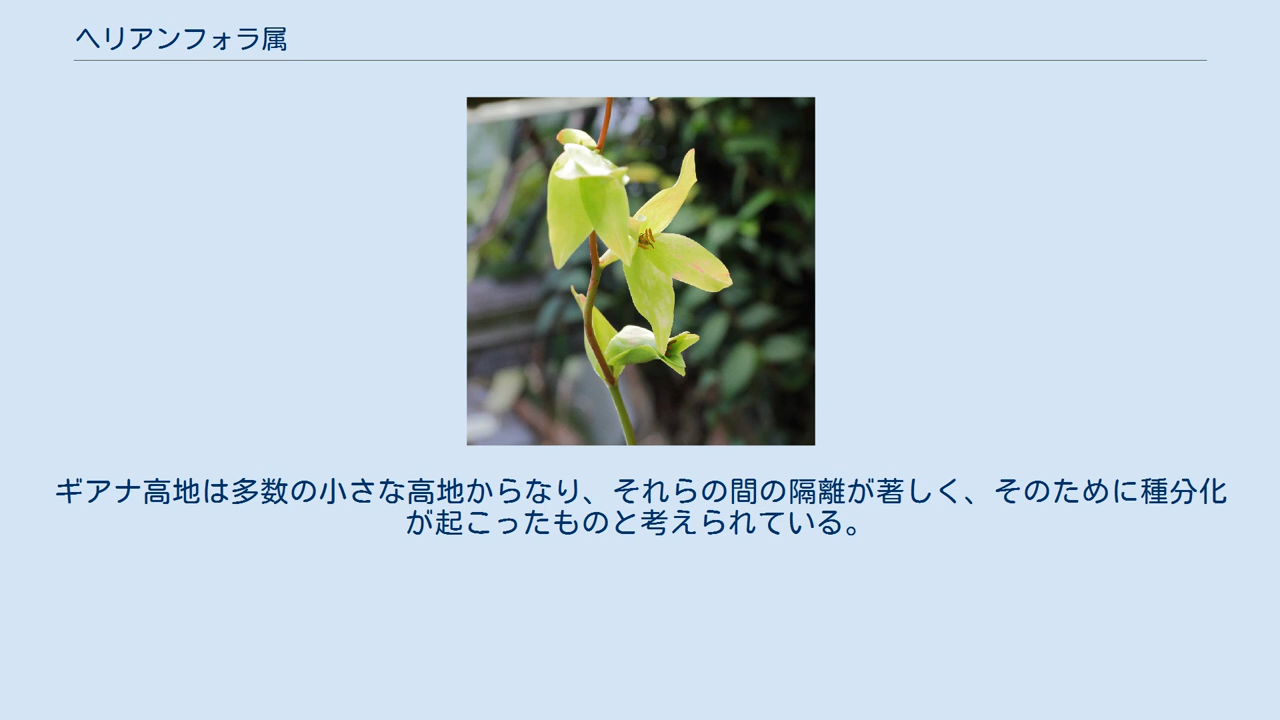 ヘリアンフォラ属
ギアナ高地は多数の小さな高地からなり、それらの間の隔離が著しく、そのために種分化
が起こったものと考えられている。